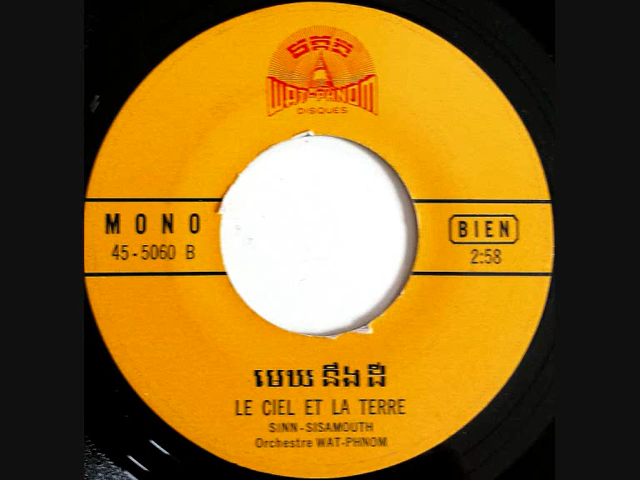 WAT-PHNOM
DISQUES
MONO
45-5060 B
BIEN
2:58
មេឃ នឹង ដី
LE CIEL ET LA TERRE
SINN-SISAMOUTH
Orchestre WAT-PHNOM